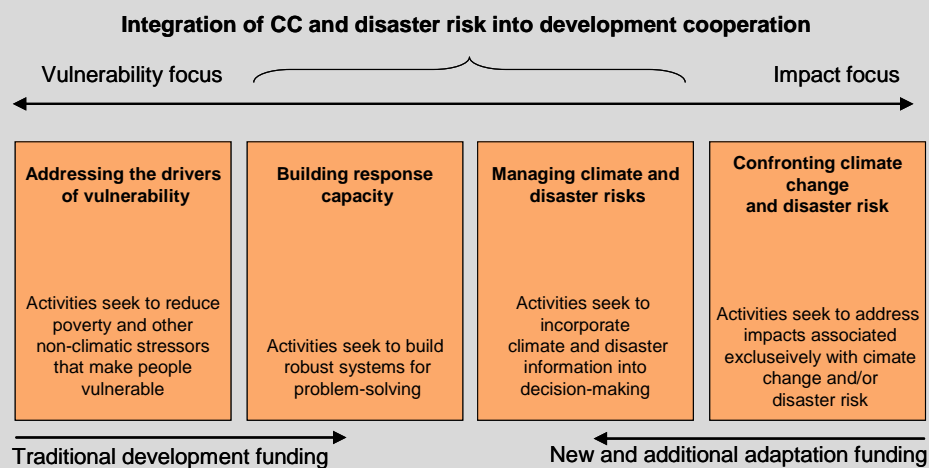 Integration of CC and disaster risk into development cooperation
Vulnerability focus
Impact focus
Addressing the drivers
of vulnerability
Activities seek to reduce
poverty and other
non-climatic stressors
that make people
vulnerable
Building response
capacity
Activities seek to build
robust systems for
problem-solving
Managing climate and
disaster risks
Activities seek to
incorporate
climate and disaster
information into
decision-making
Confronting climate
change
and disaster risk
Activities seek to address
impacts associated
excluseively with cimate
change and/or
disaster risk
Traditional development funding
New and additional adaptation funding